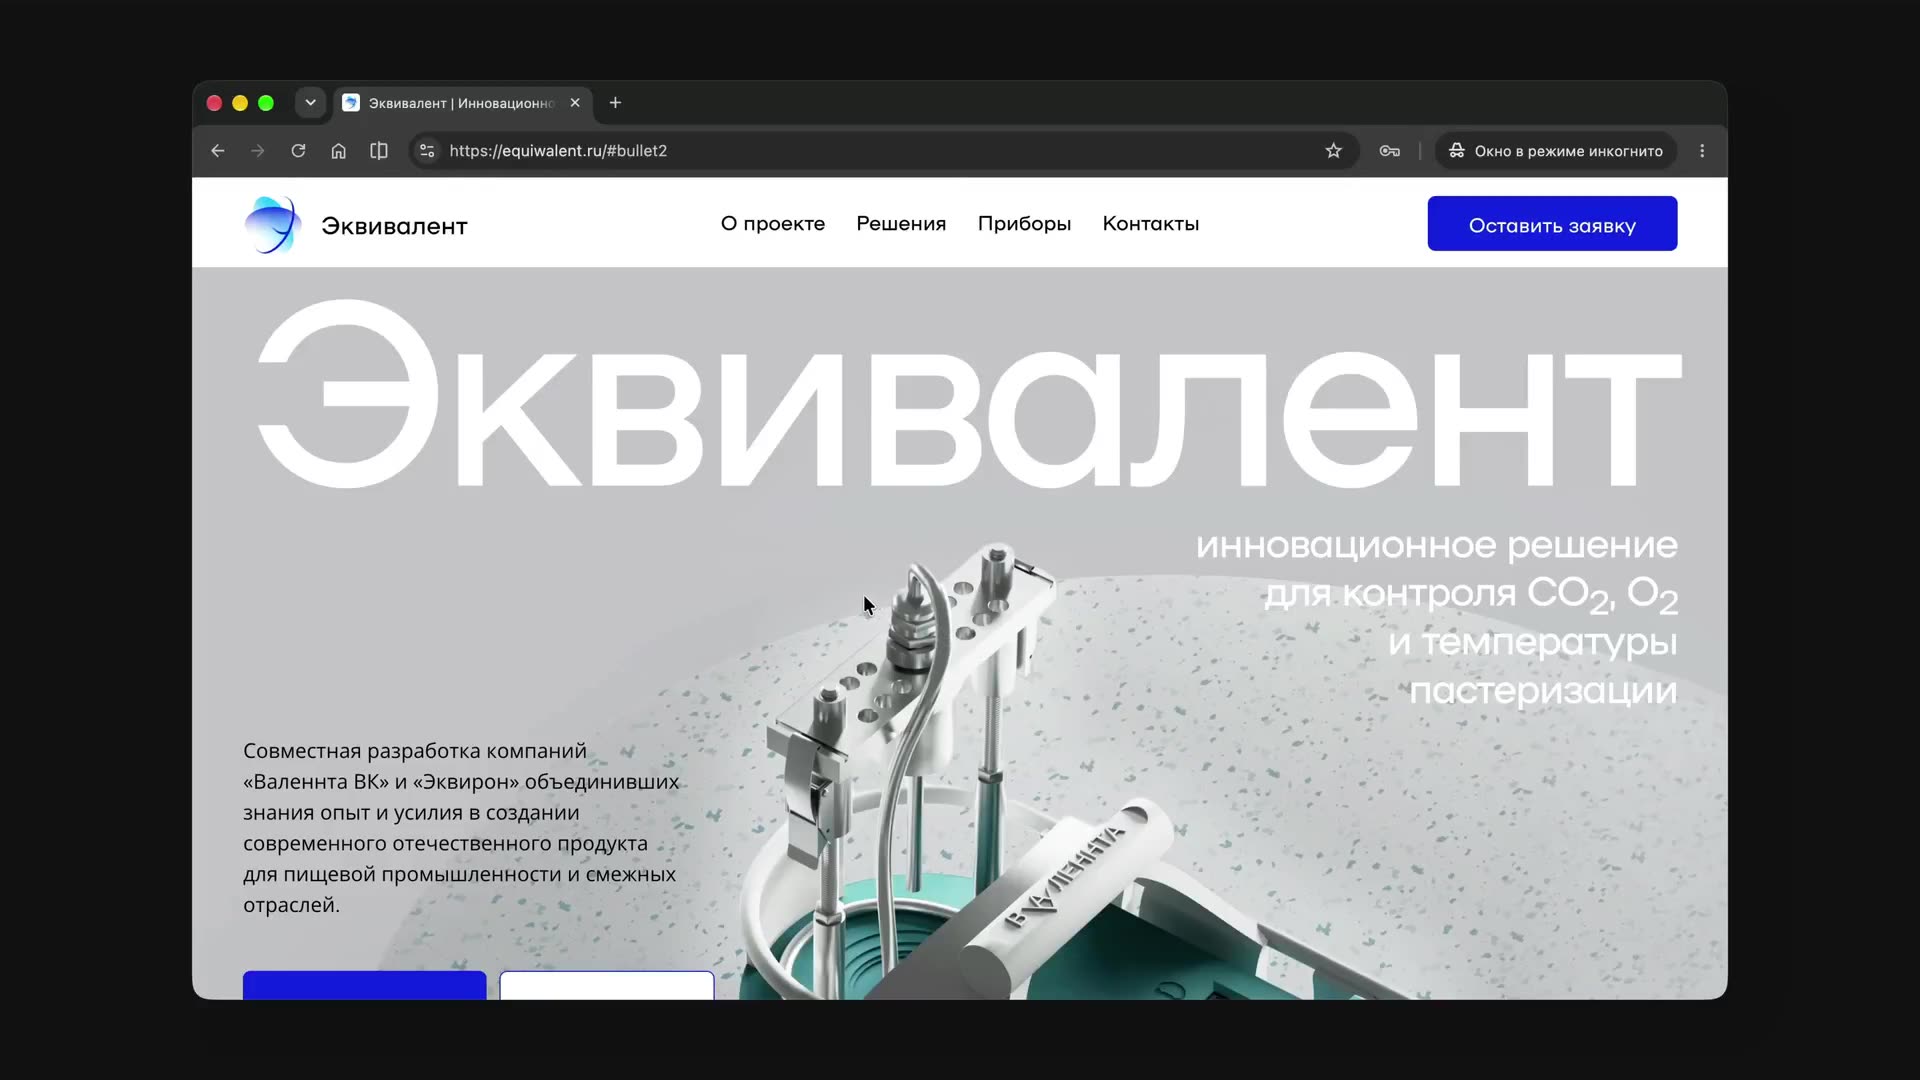 Эквивалент | Инновационно
https://equiwalent.ru/#bullet2
Окно в режиме инкогнито
Эквивалент
О проекте
Решения
Приборы
Контакты
Оставить заявку
Эквивалент
инновационное решение
для контроля CO₂, O₂
и температуры
пастеризации
Совместная разработка компаний
«Валеннта ВК» и «Эквирон» объединивших
знания опыт и усилия в создании
современного отечественного продукта
для пищевой промышленности и смежных
отраслей.
ВАЛЕННТА